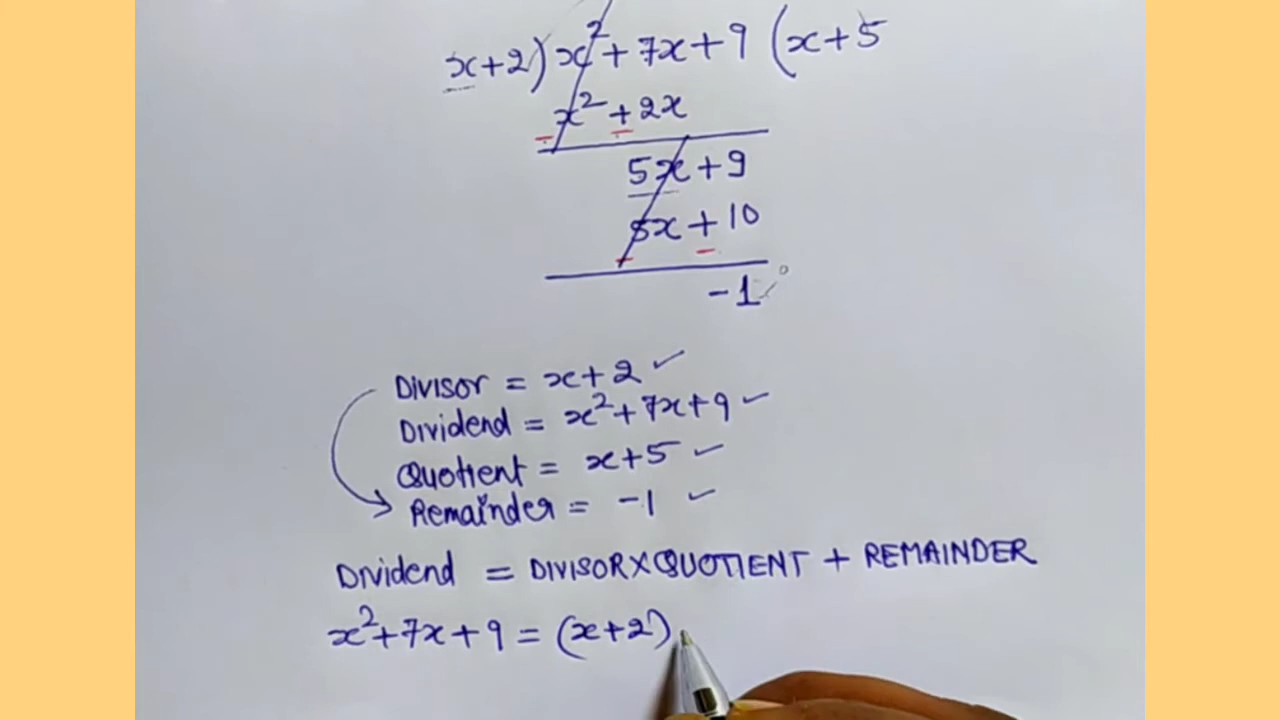 x+2) x²+7x+9 (x+5
x²+2x
- -
5x+9
5x+10
- -
-1
Divisor = x+2 ✓
Dividend = x²+7x+9 ✓
Quotient = x+5 ✓
Remainder = -1 ✓
Dividend = DIVISOR×QUOTIENT + REMAINDER
x²+7x+9 = (x+2)